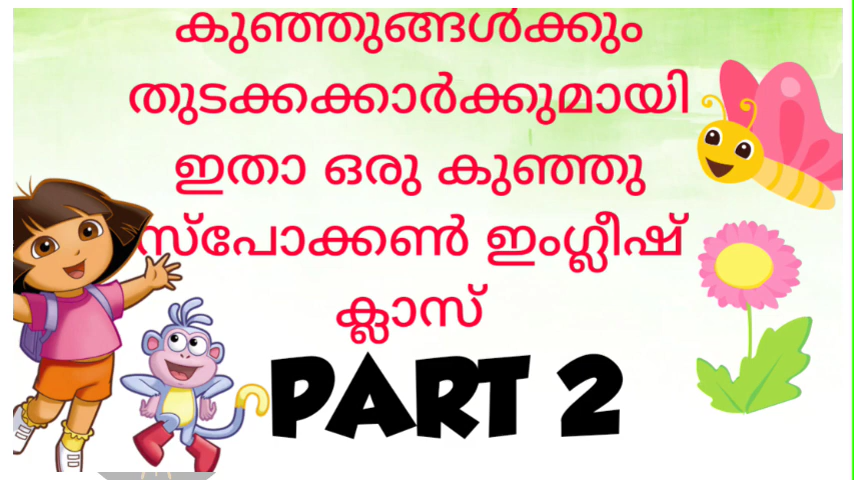 കുഞ്ഞുങ്ങൾക്കും
തുടക്കക്കാർക്കുമായി
ഇതാ ഒരു കുഞ്ഞു
സ്പോക്കൺ ഇംഗ്ലീഷ്
ക്ലാസ്
PART 2